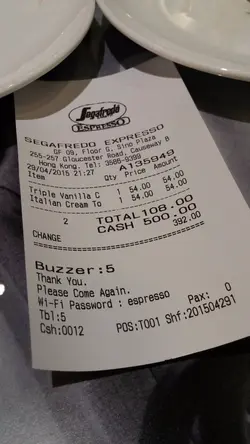 Segafredo
ESPRESSO
SEGAFREDO EXPRESSO
GF 09, Floor G, Sino Plaza
255-257 Gloucester Road, Causeway B
Hong Kong. Tel: 3586-9399
A135949
29/04/2015 21:27
Item Qty Price Amount
Triple Vanilla C 1 54.00 54.00
Italian Cream To 1 54.00 54.00
2 TOTAL 108.00
CASH 500.00
CHANGE 392.00
Buzzer:5
Thank You.
Please Come Again.
Wi-Fi Password : espresso
Tbl:5 Pax: 0
Csh:0012 POS:T001 Shf:201504291